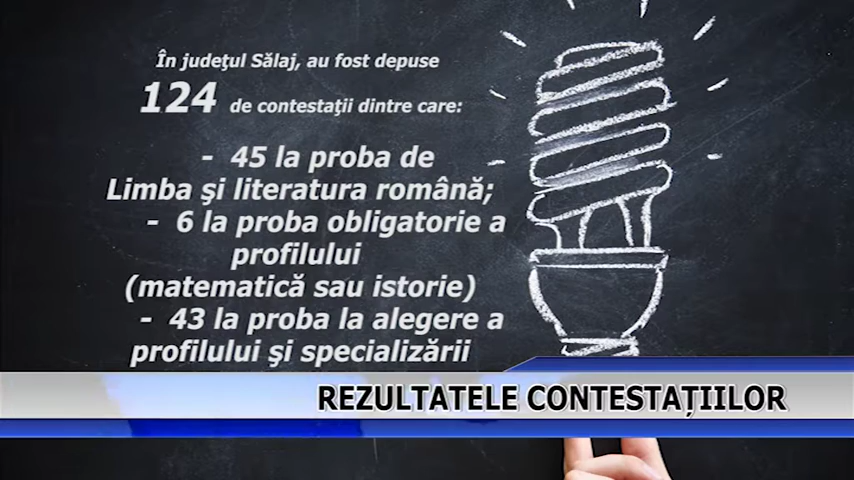 În judeţul Sălaj, au fost depuse
124 de contestaţii dintre care:
- 45 la proba de
Limba şi literatura română;
- 6 la proba obligatorie a
profilului
(matematică sau istorie)
- 43 la proba la alegere a
profilului şi specializării
REZULTATELE CONTESTAȚIILOR